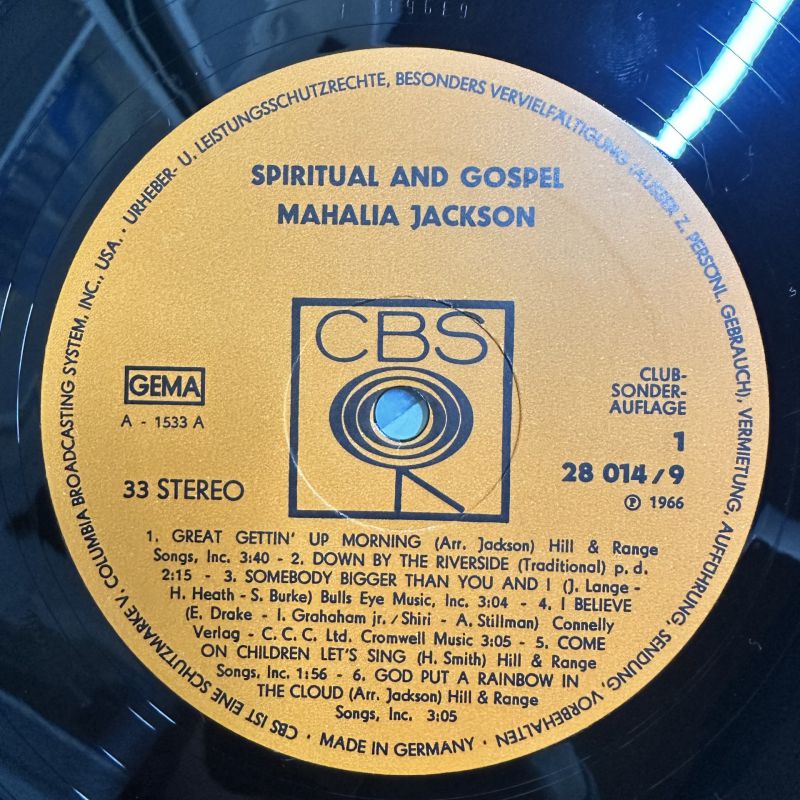 SPIRITUAL AND GOSPEL
MAHALIA JACKSON
CBS
GEMA
A - 1533 A
33 STEREO
CLUB-
SONDER-
AUFLAGE
1
28 014/9
Ⓟ 1966
1. GREAT GETTIN' UP MORNING (Arr. Jackson) Hill & Range
Songs, Inc. 3:40 - 2. DOWN BY THE RIVERSIDE (Traditional) p. d.
2:15 - 3. SOMEBODY BIGGER THAN YOU AND I (J. Lange -
H. Heath - S. Burke) Bulls Eye Music, Inc. 3:04 - 4. I BELIEVE
(E. Drake - I. Grahaham jr. / Shiri - A. Stillman) Connelly
Verlag - C. C. C. Ltd. Cromwell Music 3:05 - 5. COME
ON CHILDREN LET'S SING (H. Smith) Hill & Range
Songs, Inc. 1:56 - 6. GOD PUT A RAINBOW IN
THE CLOUD (Arr. Jackson) Hill & Range
Songs, Inc. 3:05
CBS IST EINE SCHUTZMARKE V. COLUMBIA BROADCASTING SYSTEM, INC., USA. · URHEBER- U. LEISTUNGSSCHUTZRECHTE, BESONDERS VERVIELFÄLTIGUNG (AUSSER Z. PERSÖNL. GEBRAUCH), VERMIETUNG, AUFFÜHRUNG, SENDUNG, VORBEHALTEN · MADE IN GERMANY ·